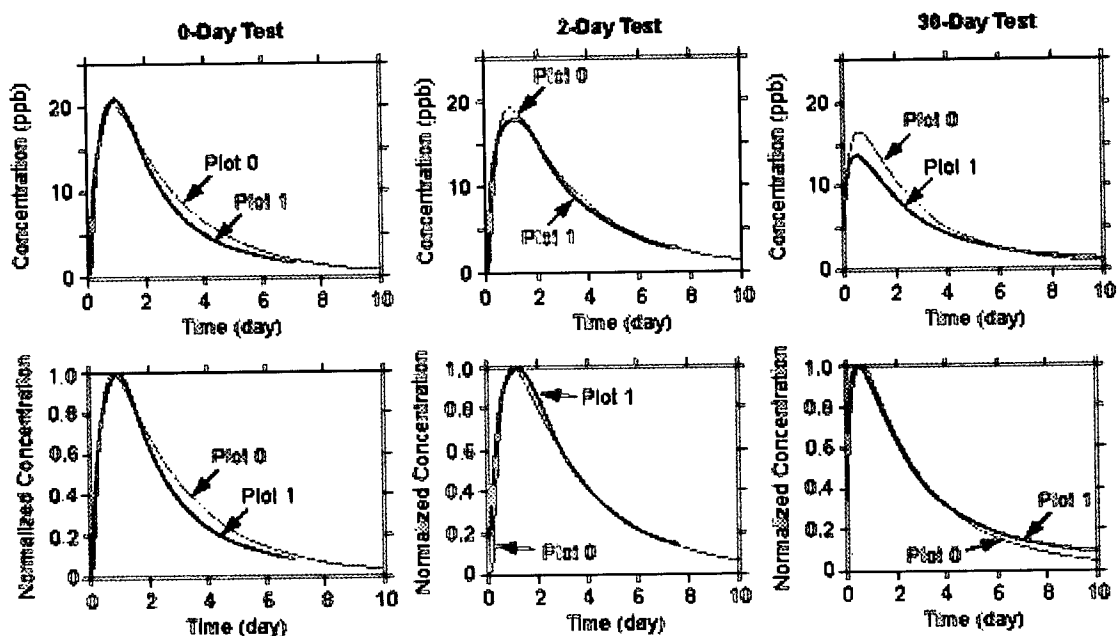 0-Day Test
Concentration (ppb)
20
10
0
Plot 0
Plot 1
0 2 4 6 8 10
Time (day)
2-Day Test
Concentration (ppb)
20
10
0
Plot 0
Plot 1
0 2 4 6 8 10
Time (day)
30-Day Test
Concentration (ppb)
20
10
0
Plot 0
Plot 1
0 2 4 6 8 10
Time (day)
Normalized Concentration
1.0
0.8
0.6
0.4
0.2
0
Plot 0
Plot 1
0 2 4 6 8 10
Time (day)
Normalized Concentration
1.0
0.8
0.6
0.4
0.2
0
Plot 1
Plot 0
0 2 4 6 8 10
Time (day)
Normalized Concentration
1.0
0.8
0.6
0.4
0.2
0
Plot 1
Plot 0
0 2 4 6 8 10
Time (day)